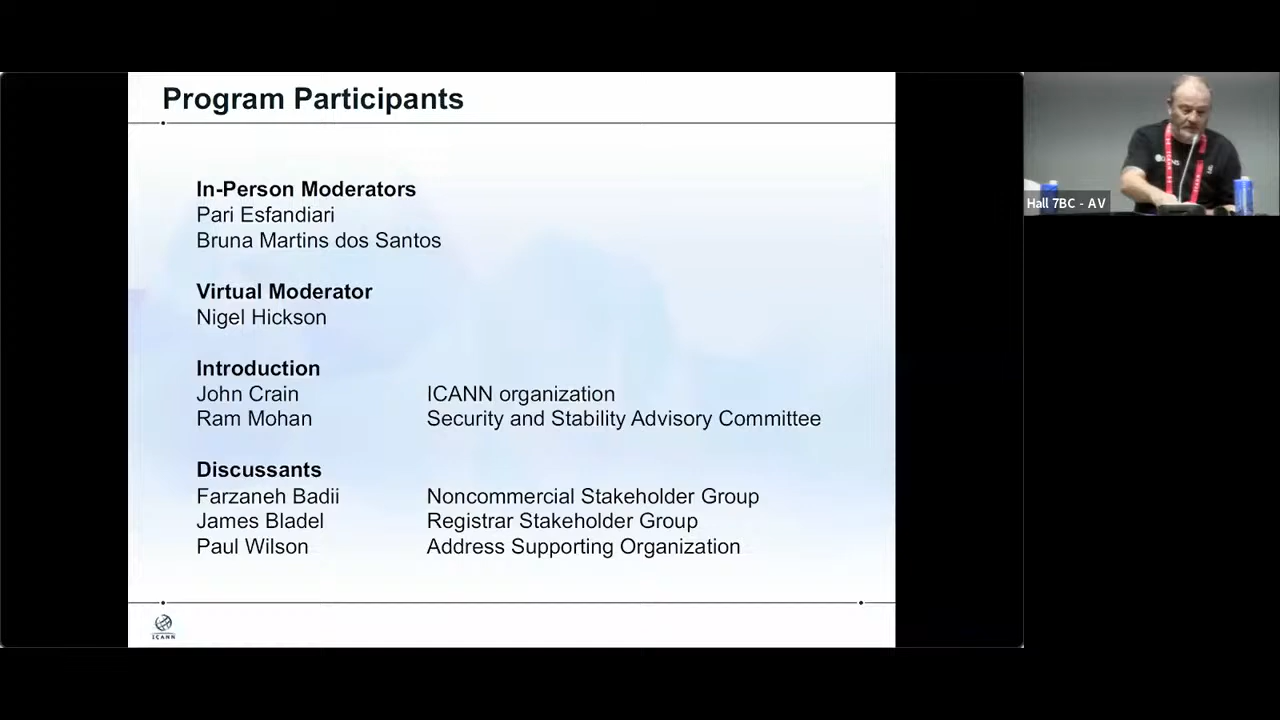 Program Participants
In-Person Moderators
Pari Esfandiari
Bruna Martins dos Santos
Virtual Moderator
Nigel Hickson
Introduction
John Crain ICANN organization
Ram Mohan Security and Stability Advisory Committee
Discussants
Farzaneh Badii Noncommercial Stakeholder Group
James Bladel Registrar Stakeholder Group
Paul Wilson Address Supporting Organization
ICANN
Hall 7BC - AV